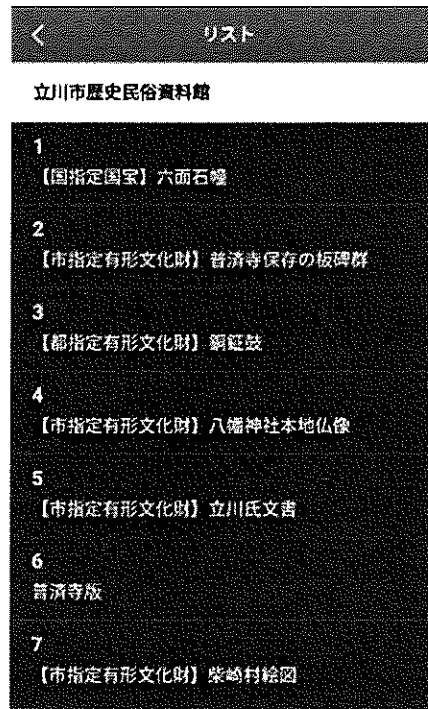 リスト
立川市歴史民俗資料館
1
【国指定国宝】六面石幢
2
【市指定有形文化財】普済寺保存の板碑群
3
【都指定有形文化財】銅鉦鼓
4
【市指定有形文化財】八幡神社本地仏像
5
【市指定有形文化財】立川氏文書
6
普済寺版
7
【市指定有形文化財】柴崎村絵図